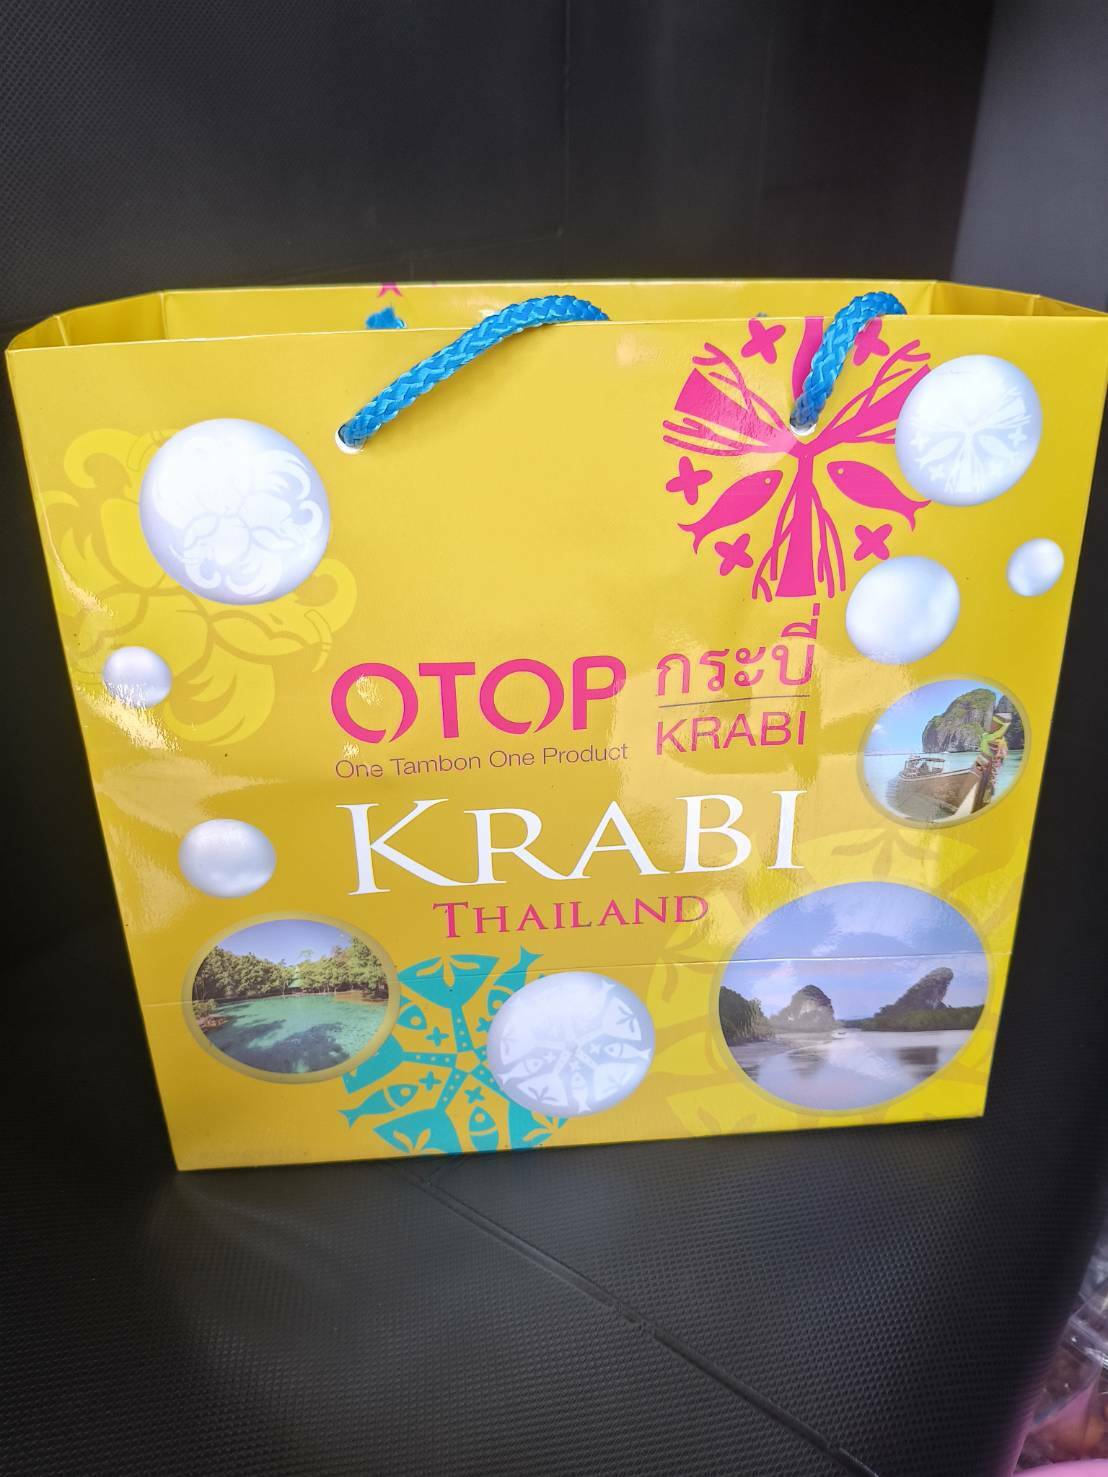 OTOP
One Tambon One Product
กระบี่
KRABI
KRABI
THAILAND